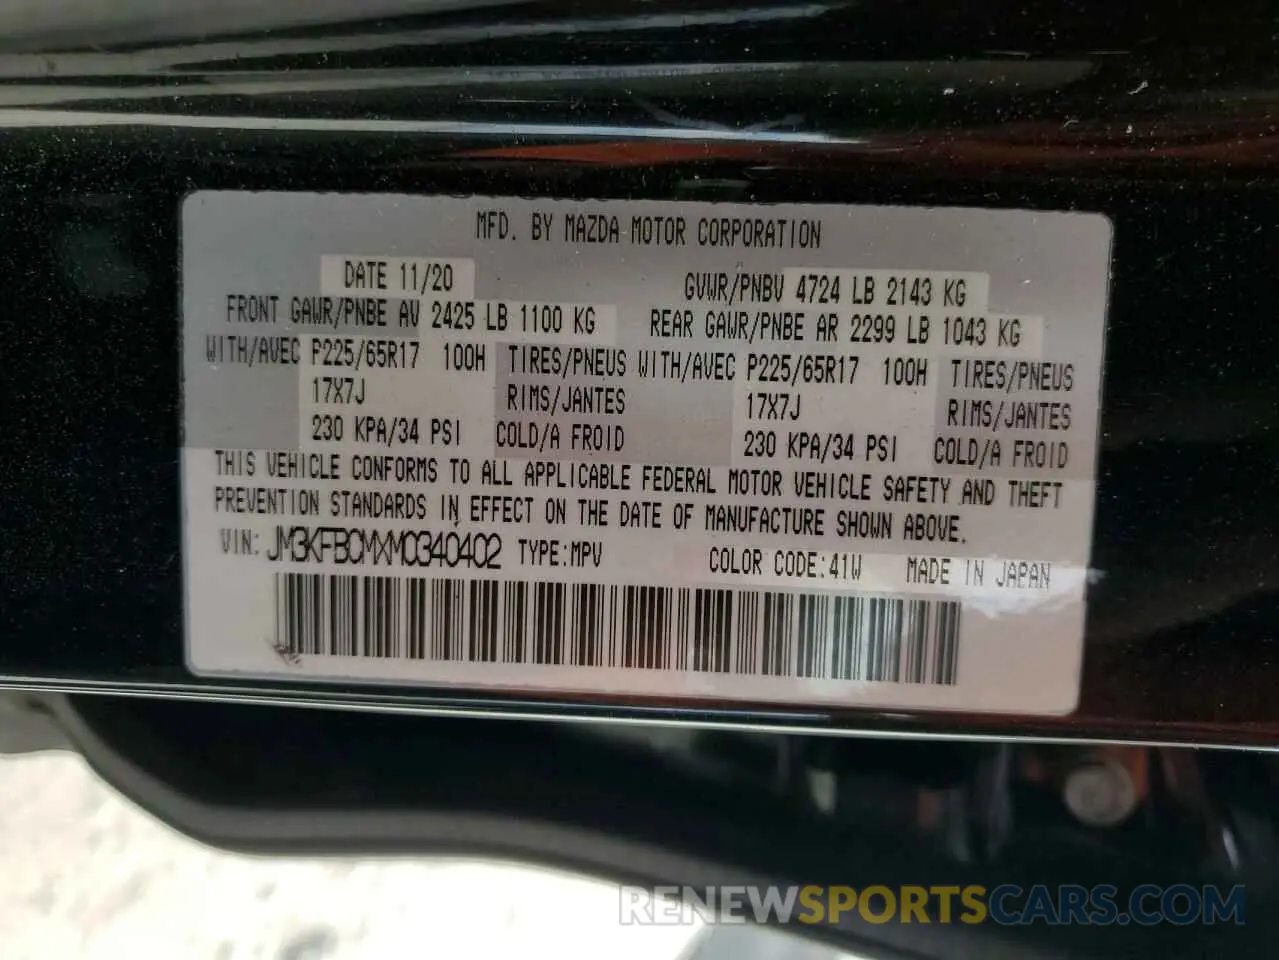 MFD. BY MAZDA MOTOR CORPORATION
DATE 11/20 GVWR/PNBV 4724 LB 2143 KG
FRONT GAWR/PNBE AV 2425 LB 1100 KG REAR GAWR/PNBE AR 2299 LB 1043 KG
WITH/AVEC P225/65R17 100H TIRES/PNEUS WITH/AVEC P225/65R17 100H TIRES/PNEUS
17X7J RIMS/JANTES 17X7J RIMS/JANTES
230 KPA/34 PSI COLD/A FROID 230 KPA/34 PSI COLD/A FROID
THIS VEHICLE CONFORMS TO ALL APPLICABLE FEDERAL MOTOR VEHICLE SAFETY AND THEFT
PREVENTION STANDARDS IN EFFECT ON THE DATE OF MANUFACTURE SHOWN ABOVE.
VIN: JM3KFBCMXM0340402 TYPE:MPV COLOR CODE:41W MADE IN JAPAN
RENEWSPORTSCARS.COM